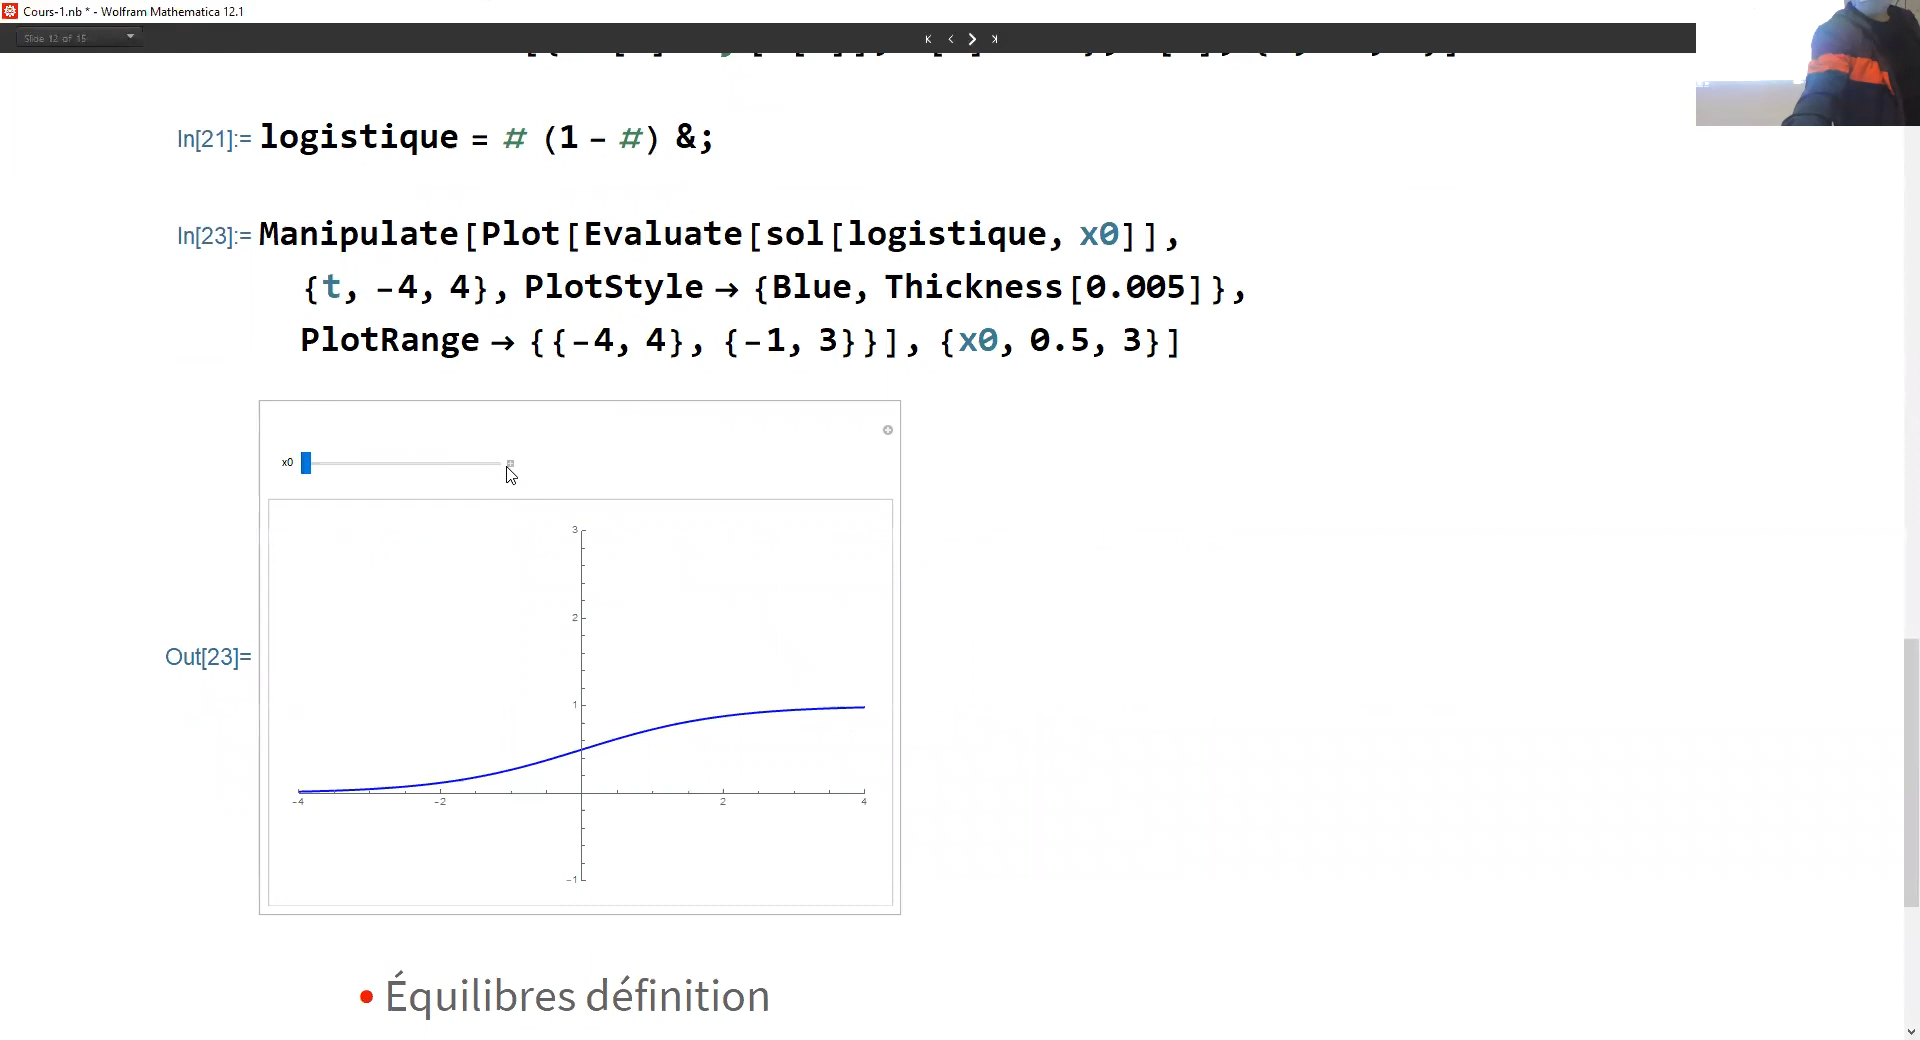 Cours-1.nb * - Wolfram Mathematica 12.1
Slide 12 of 15
In[21]:= logistique = # (1 - #) &;
In[23]:= Manipulate[Plot[Evaluate[sol[logistique, x0]],
{t, -4, 4}, PlotStyle → {Blue, Thickness[0.005]},
PlotRange → {{-4, 4}, {-1, 3}}], {x0, 0.5, 3}]
x0
3
2
Out[23]=
1
-4 -2 2 4
-1
• Équilibres définition